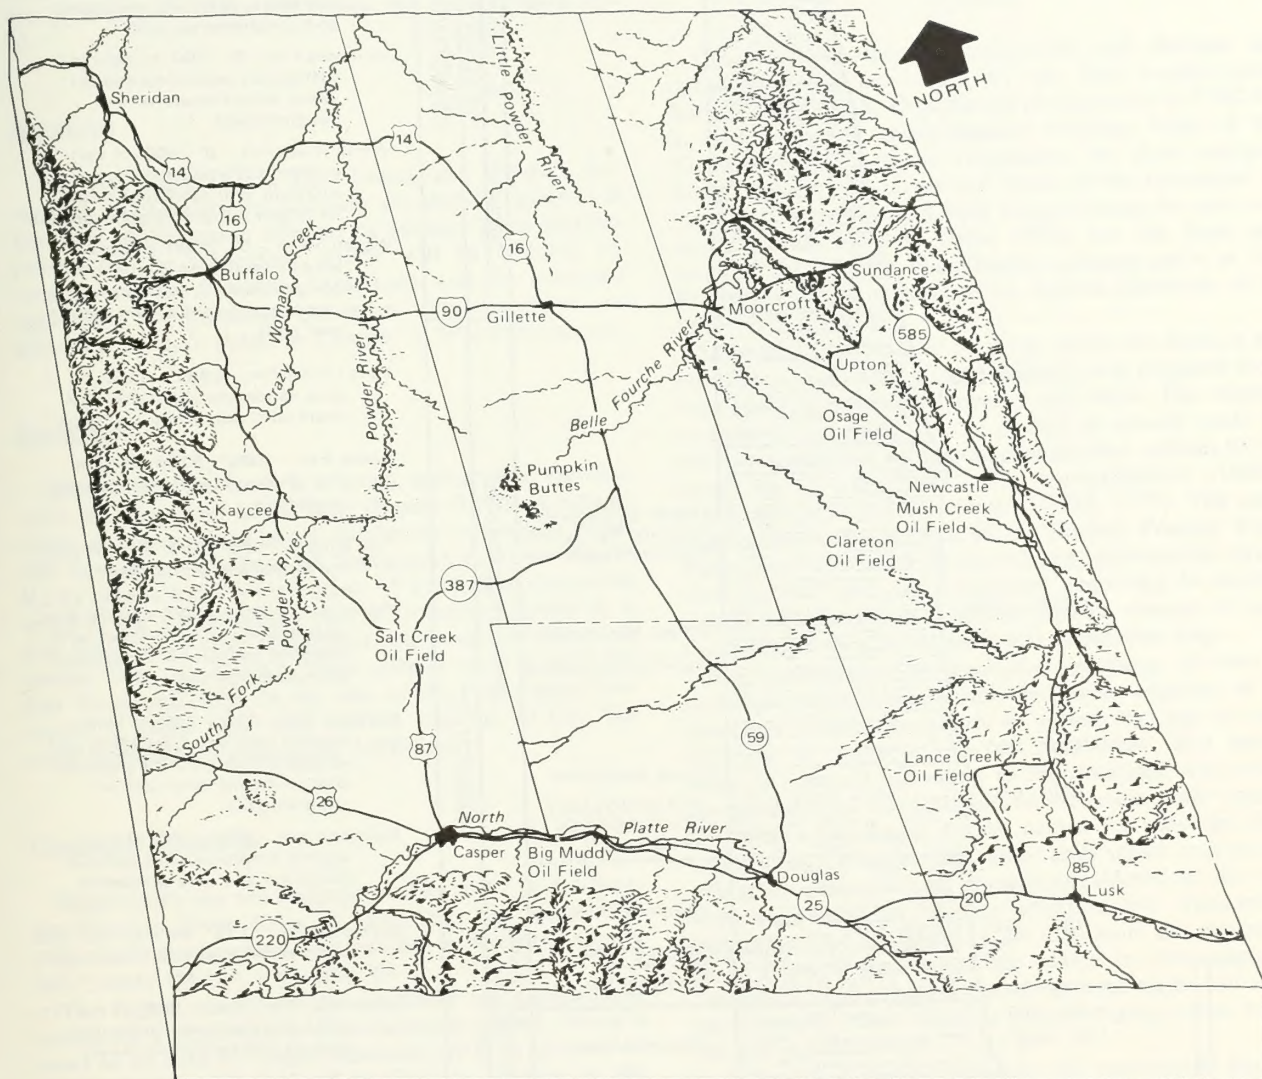 NORTH
Sheridan
14
14
Little Powder River
16
16
Crazy Woman Creek
Buffalo
Sundance
90
Gillette
Moorcroft
Powder River
Belle Fourche River
585
Upton
Osage
Oil Field
Pumpkin
Buttes
Newcastle
Mush Creek
Oil Field
Kaycee
Clareton
Oil Field
Powder River
387
Salt Creek
Oil Field
South Fork
87
59
Lance Creek
Oil Field
26
North Platte River
Casper
Big Muddy
Oil Field
Douglas
25
20
85
Lusk
220